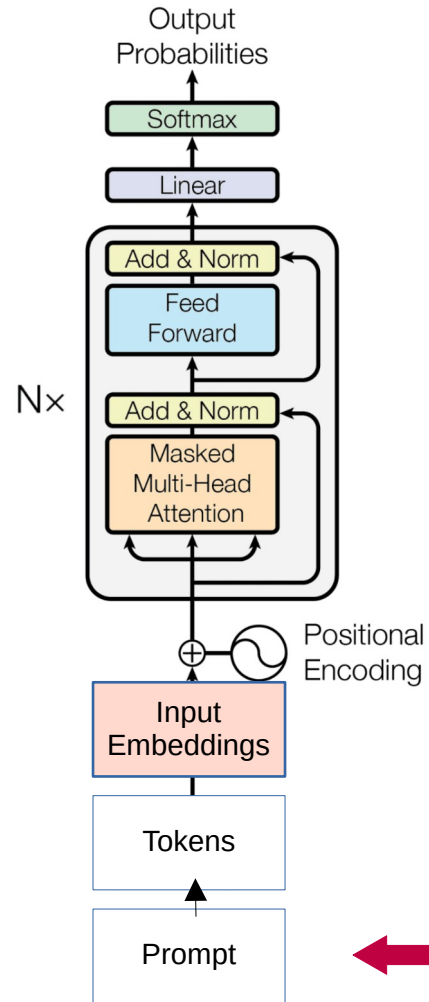 Output
Probabilities
Softmax
Linear
Add & Norm
Feed
Forward
N×
Add & Norm
Masked
Multi-Head
Attention
Positional
Encoding
Input
Embeddings
Tokens
Prompt